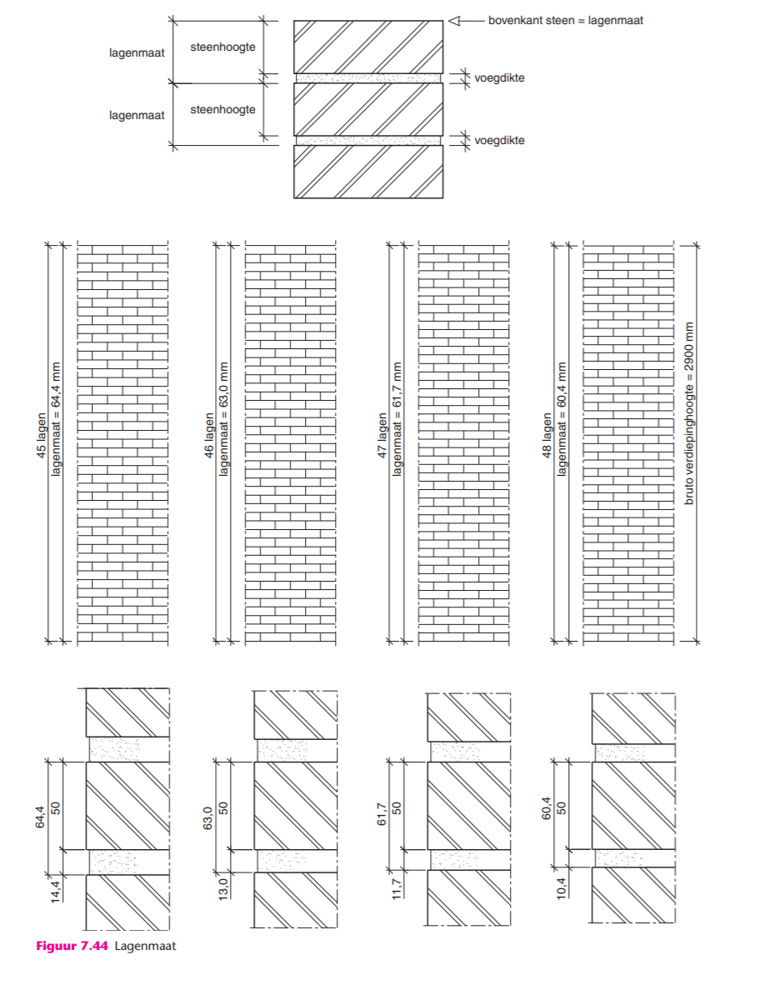 bovenkant steen = lagenmaat
lagenmaat
steenhoogte
voegdikte
lagenmaat
steenhoogte
voegdikte
45 lagen
lagenmaat = 64,4 mm
46 lagen
lagenmaat = 63,0 mm
47 lagen
lagenmaat = 61,7 mm
48 lagen
lagenmaat = 60,4 mm
bruto verdiepinghoogte = 2900 mm
64,4
50
14,4
63,0
50
13,0
61,7
50
11,7
60,4
50
10,4
Figuur 7.44 Lagenmaat